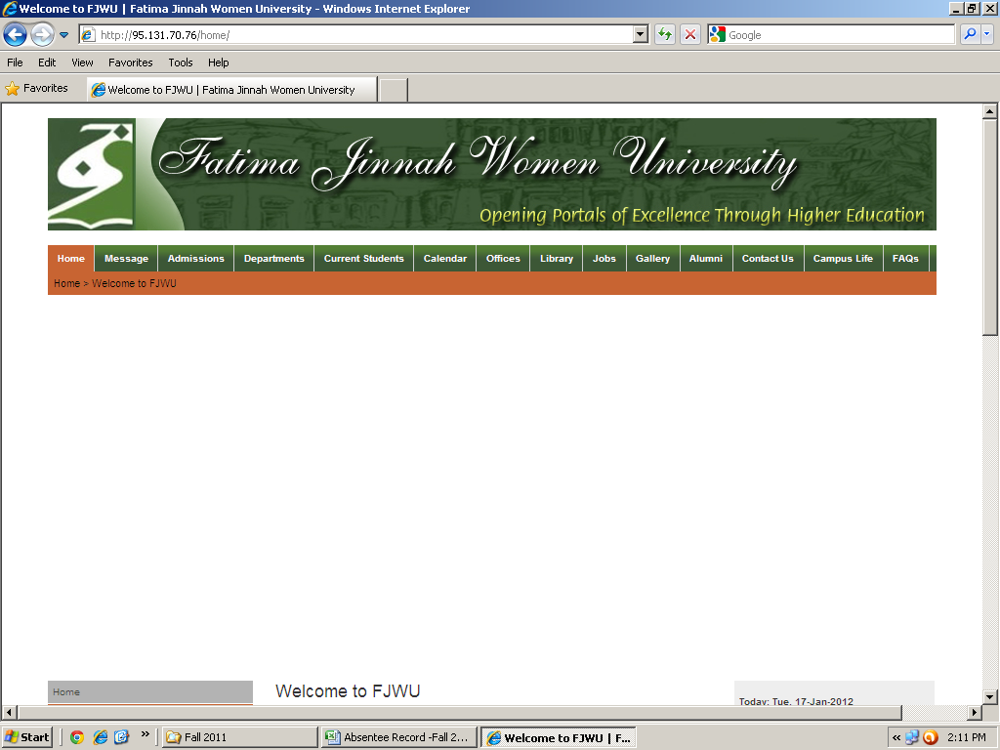 Welcome to FJWU | Fatima Jinnah Women University - Windows Internet Explorer
http://95.131.70.76/home/
Google
File Edit View Favorites Tools Help
Favorites Welcome to FJWU | Fatima Jinnah Women University
Fatima Jinnah Women University
Opening Portals of Excellence Through Higher Education
Home Message Admissions Departments Current Students Calendar Offices Library Jobs Gallery Alumni Contact Us Campus Life FAQs
Home > Welcome to FJWU
Home
Welcome to FJWU
Today: Tue, 17-Jan-2012
Start » Fall 2011 Absentee Record -Fall 2... Welcome to FJWU | F... « 2:11 PM